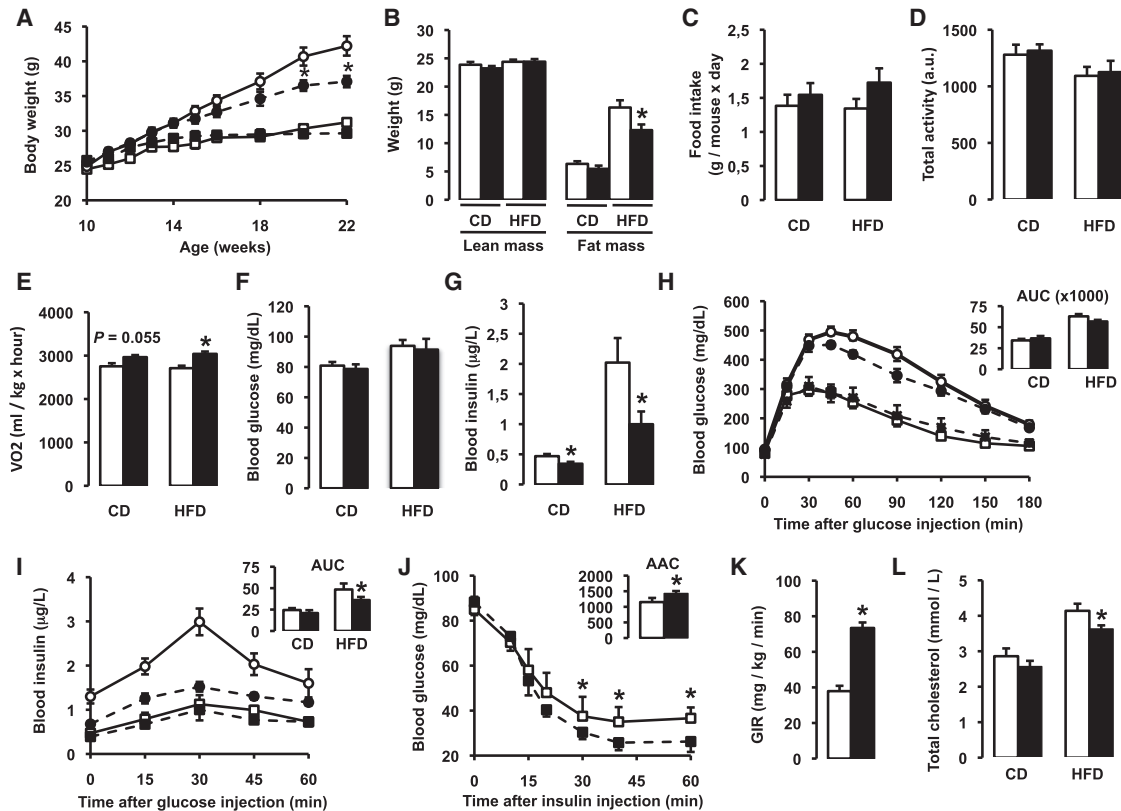 A
Body weight (g)
45
40
35
30
25
20
* *
10 14 18 22
Age (weeks)
B
Weight (g)
30
25
20
15
10
5
0
*
CD HFD CD HFD
Lean mass Fat mass
C
Food intake
(g / mouse x day)
2,5
2
1,5
1
0,5
0
CD HFD
D
Total activity (a.u.)
1500
1000
500
0
CD HFD
E
VO2 (ml / kg x hour)
4000
3000
2000
1000
0
P = 0.055 *
CD HFD
F
Blood glucose (mg/dL)
120
100
80
60
40
20
0
CD HFD
G
Blood insulin (µg/L)
3
2,5
2
1,5
1
0,5
0
* *
CD HFD
H
Blood glucose (mg/dL)
600
500
400
300
200
100
0
0 30 60 90 120 150 180
Time after glucose injection (min)
AUC (x1000)
75
50
25
0
CD HFD
I
Blood insulin (µg/L)
4
3
2
1
0
0 15 30 45 60
Time after glucose injection (min)
AUC
75
50
25
0
*
CD HFD
J
Blood glucose (mg/dL)
100
80
60
40
20
* * *
0 15 30 45 60
Time after insulin injection (min)
AAC
2000
1500
1000
500
0
*
K
GIR (mg / kg / min)
100
80
60
40
20
0
*
L
Total cholesterol (mmol / L)
5
4
3
2
1
0
*
CD HFD